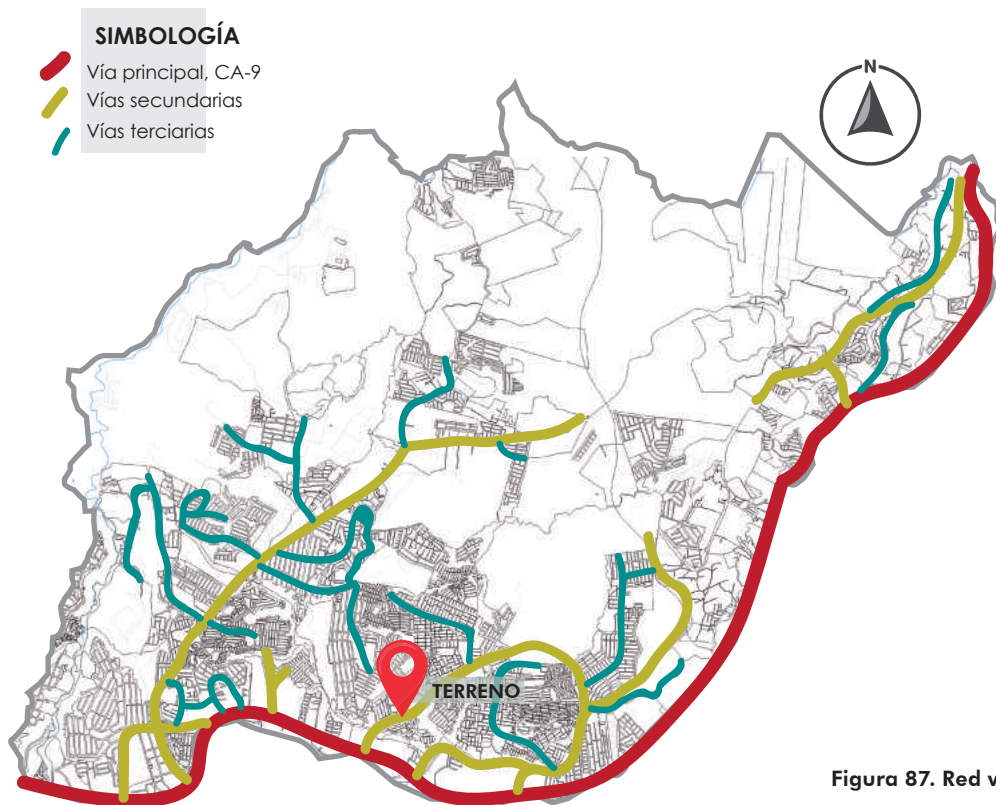 SIMBOLOGÍA
Vía principal, CA-9
Vías secundarias
Vías terciarias
N
TERRENO
Figura 87. Red v